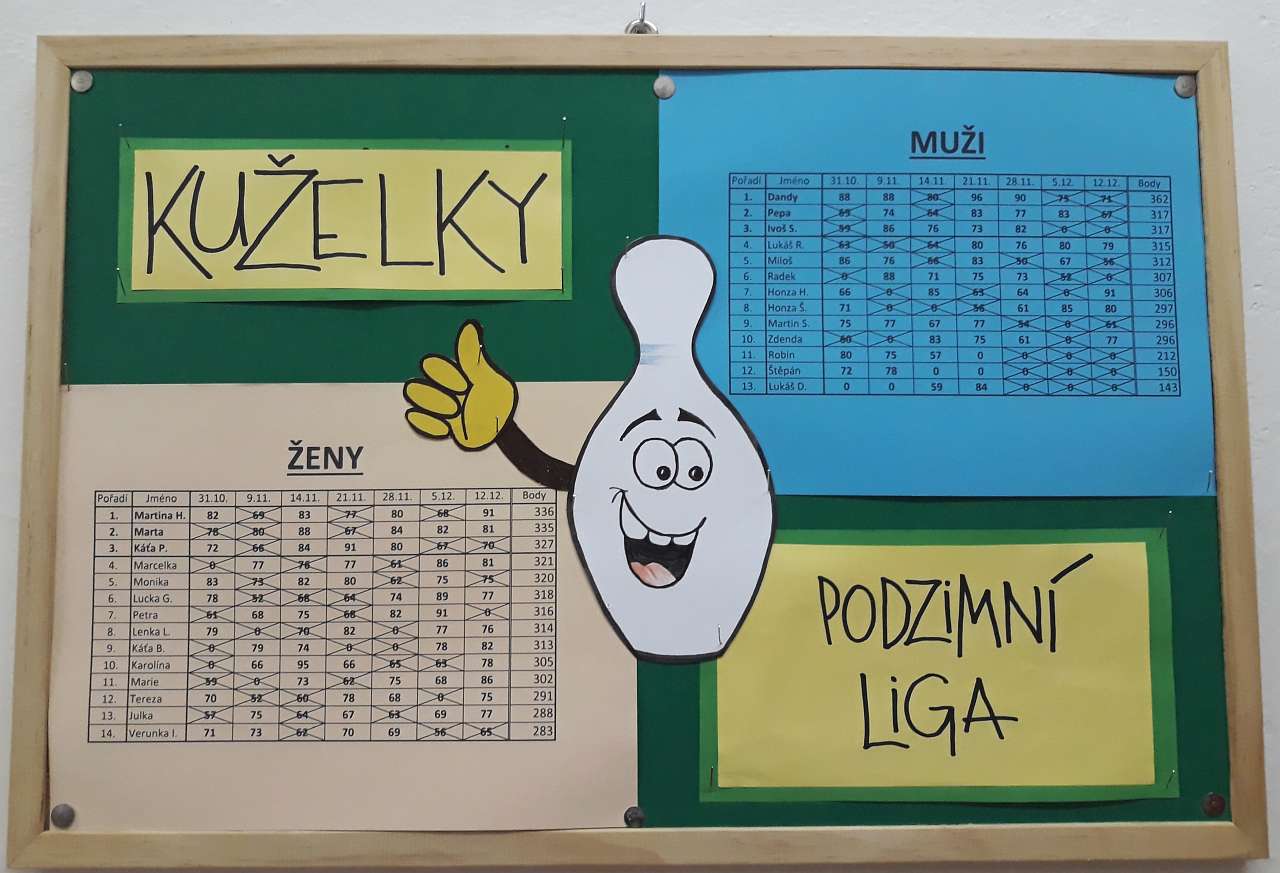 KUŽELKY
MUŽI
Pořadí Jméno 31.10. 9.11. 14.11. 21.11. 28.11. 5.12. 12.12. Body
1. Dandy 88 88 80 96 90 75 71 362
2. Pepa 69 74 64 83 77 83 67 317
3. Ivoš S. 59 86 76 73 82 0 0 317
4. Lukáš R. 63 50 64 80 76 80 79 315
5. Miloš 86 76 66 83 50 67 56 312
6. Radek 0 88 71 75 73 52 0 307
7. Honza H. 66 0 85 63 64 0 91 306
8. Honza Š. 71 0 0 56 61 85 80 297
9. Martin S. 75 77 67 77 54 0 61 296
10. Zdenda 60 0 83 75 61 0 77 296
11. Robin 80 75 57 0 0 0 0 212
12. Štěpán 72 78 0 0 0 0 0 150
13. Lukáš D. 0 0 59 84 0 0 0 143
ŽENY
Pořadí Jméno 31.10. 9.11. 14.11. 21.11. 28.11. 5.12. 12.12. Body
1. Martina H. 82 69 83 77 80 68 91 336
2. Marta 78 80 88 67 84 82 81 335
3. Káťa P. 72 66 84 91 80 67 70 327
4. Marcelka 0 77 76 77 61 86 81 321
5. Monika 83 73 82 80 62 75 75 320
6. Lucka G. 78 52 68 64 74 89 77 318
7. Petra 61 68 75 68 82 91 0 316
8. Lenka L. 79 0 70 82 0 77 76 314
9. Káťa B. 0 79 74 0 0 78 82 313
10. Karolína 0 66 95 66 65 63 78 305
11. Marie 59 0 73 62 75 68 86 302
12. Tereza 70 52 60 78 68 0 75 291
13. Julka 57 75 64 67 63 69 77 288
14. Verunka I. 71 73 62 70 69 56 65 283
PODZIMNÍ
LIGA